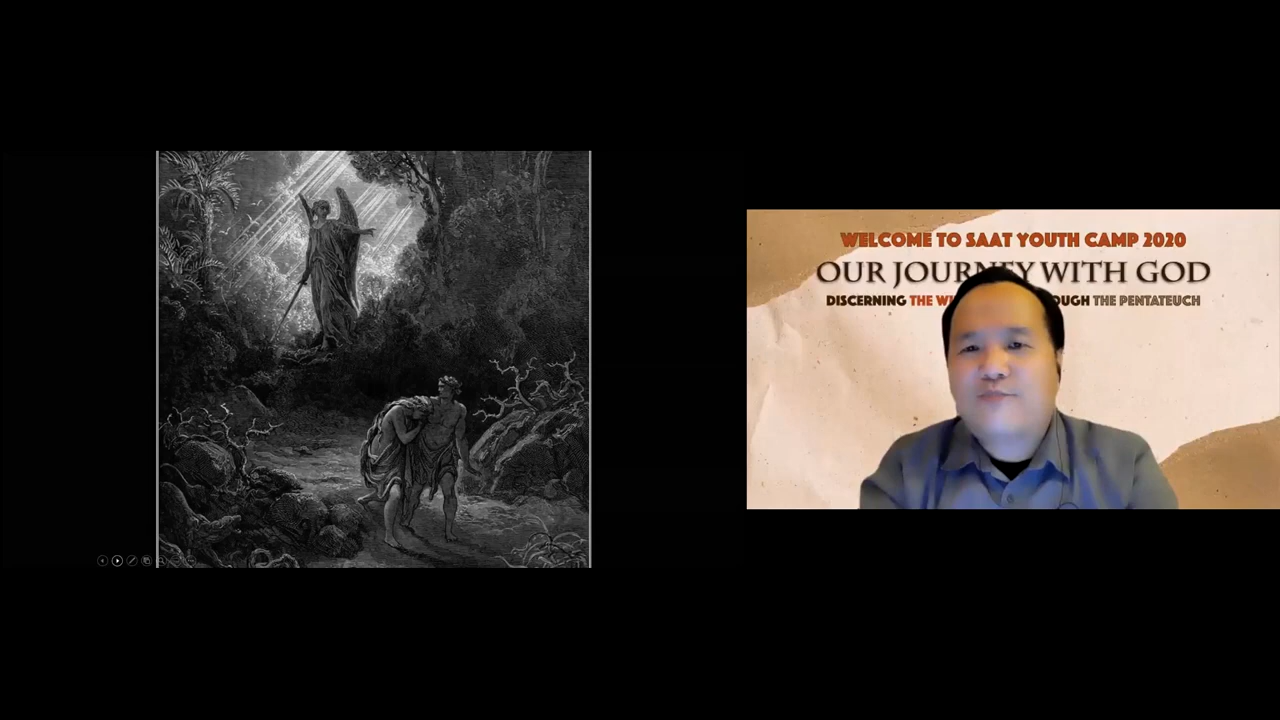 WELCOME TO SAAT YOUTH CAMP 2020
OUR JOURNEY WITH GOD
DISCERNING THE THE PENTATEUCH